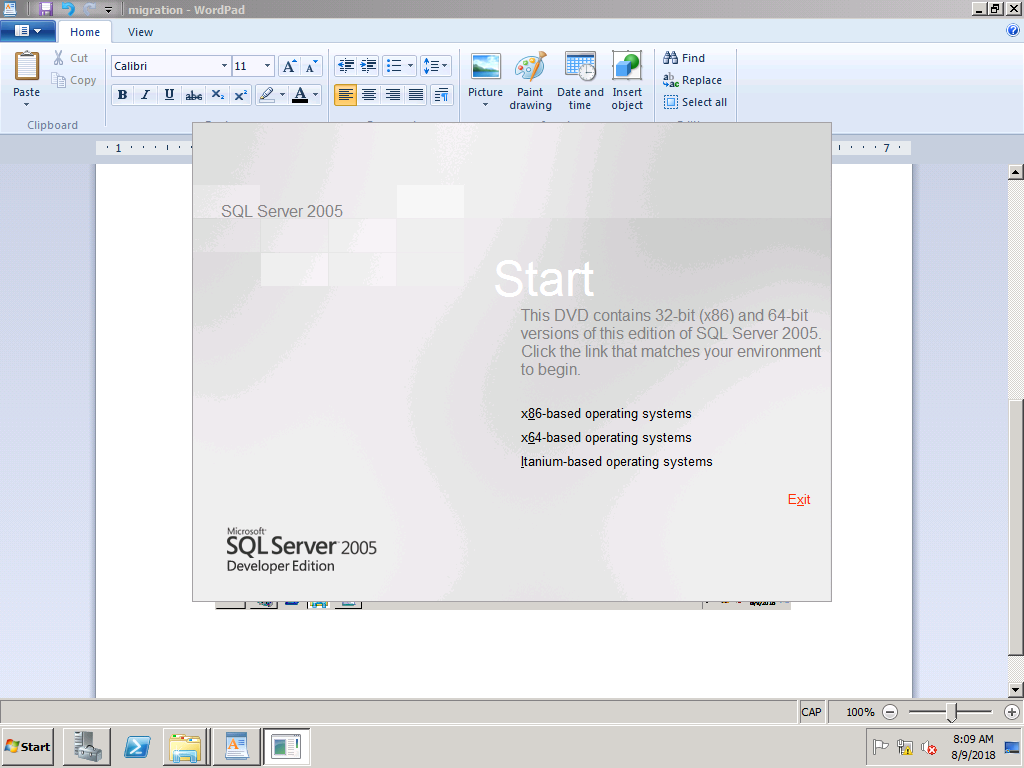 migration - WordPad
Home
View
Paste
Cut
Copy
Clipboard
Calibri
11
Picture
Paint drawing
Date and time
Insert object
Find
Replace
Select all
1
7
SQL Server 2005
Start
This DVD contains 32-bit (x86) and 64-bit
versions of this edition of SQL Server 2005.
Click the link that matches your environment
to begin.
x86-based operating systems
x64-based operating systems
Itanium-based operating systems
Exit
Microsoft
SQL Server 2005
Developer Edition
CAP
100%
Start
8:09 AM
8/9/2018